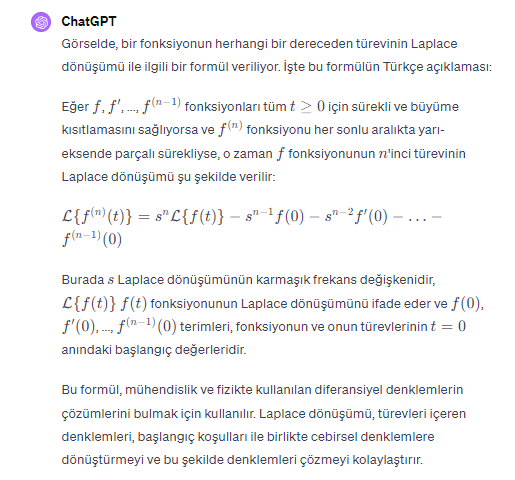 ChatGPT
Görselde, bir fonksiyonun herhangi bir dereceden türevinin Laplace
dönüşümü ile ilgili bir formül veriliyor. İşte bu formülün Türkçe açıklaması:
Eğer f, f′, ..., f^(n−1) fonksiyonları tüm t ≥ 0 için sürekli ve büyüme
kısıtlamasını sağlıyorsa ve f^(n) fonksiyonu her sonlu aralıkta yarı-
eksende parçalı sürekliyse, o zaman f fonksiyonunun n'inci türevinin
Laplace dönüşümü şu şekilde verilir:
ℒ{f^(n)(t)} = s^nℒ{f(t)} − s^(n−1)f(0) − s^(n−2)f′(0) − … −
f^(n−1)(0)
Burada s Laplace dönüşümünün karmaşık frekans değişkenidir,
ℒ{f(t)} f(t) fonksiyonunun Laplace dönüşümünü ifade eder ve f(0),
f′(0), ..., f^(n−1)(0) terimleri, fonksiyonun ve onun türevlerinin t = 0
anındaki başlangıç değerleridir.
Bu formül, mühendislik ve fizikte kullanılan diferansiyel denklemlerin
çözümlerini bulmak için kullanılır. Laplace dönüşümü, türevleri içeren
denklemleri, başlangıç koşulları ile birlikte cebirsel denklemlere
dönüştürmeyi ve bu şekilde denklemleri çözmeyi kolaylaştırır.